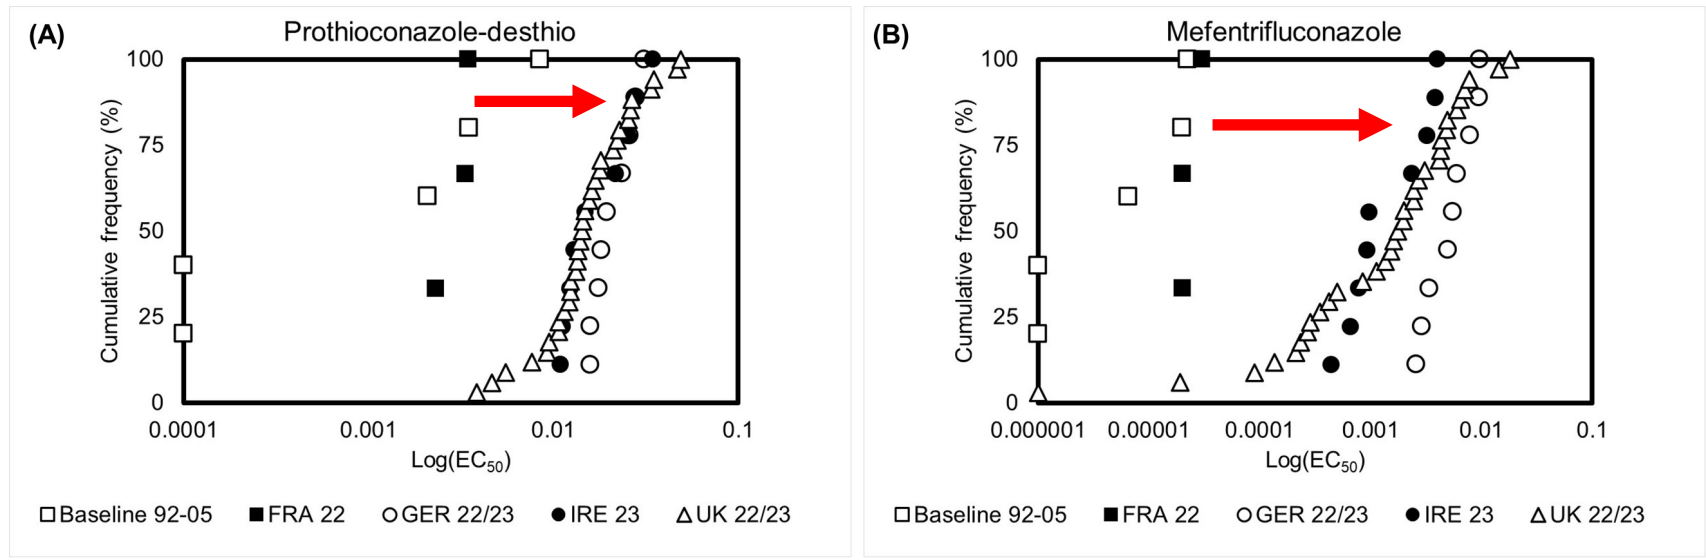 (A)
Prothioconazole-desthio
Cumulative frequency (%)
100
75
50
25
0
0.0001 0.001 0.01 0.1
Log(EC₅₀)
Baseline 92-05 FRA 22 GER 22/23 IRE 23 UK 22/23
(B)
Mefentrifluconazole
Cumulative frequency (%)
100
75
50
25
0
0.000001 0.00001 0.0001 0.001 0.01 0.1
Log(EC₅₀)
Baseline 92-05 FRA 22 GER 22/23 IRE 23 UK 22/23